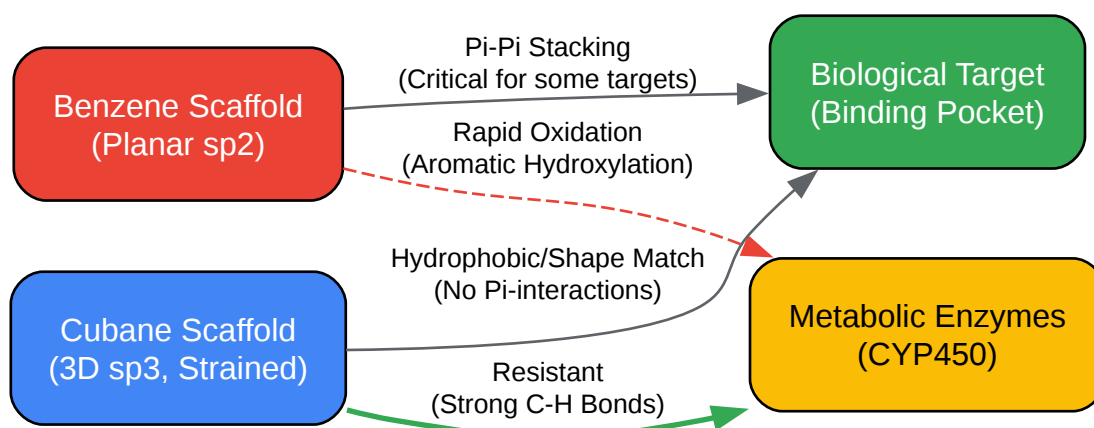 Pi-Pi Stacking
(Critical for some targets)
Benzene Scaffold
(Planar sp2)
Biological Target
(Binding Pocket)
Rapid Oxidation
(Aromatic Hydroxylation)
Hydrophobic/Shape Match
(No Pi-interactions)
Cubane Scaffold
(3D sp3, Strained)
Metabolic Enzymes
(CYP450)
Resistant
(Strong C-H Bonds)